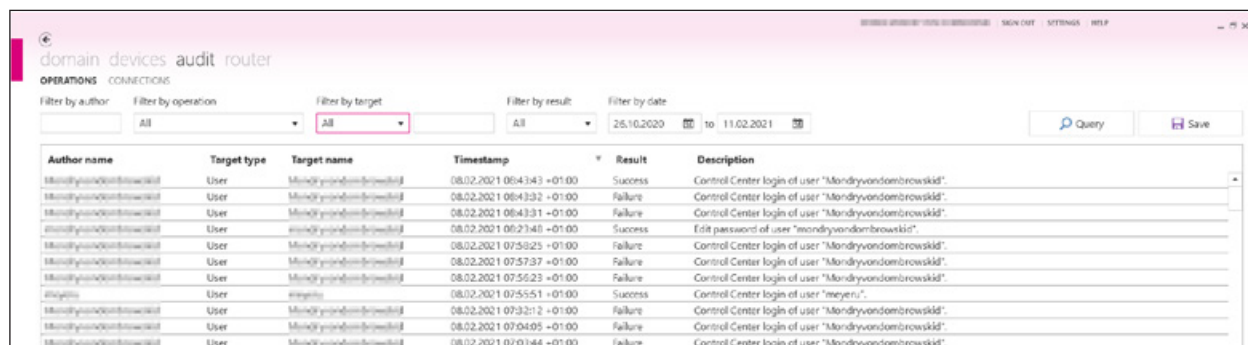 SIGN OUT SETTINGS HELP
domain devices audit router
OPERATIONS CONNECTIONS
Filter by author Filter by operation Filter by target Filter by result Filter by date
All All All 26.10.2020 to 11.02.2021 Query Save
Author name Target type Target name Timestamp Result Description
User 08.02.2021 08:43:43 +01:00 Success Control Center login of user "Mondryvondombrowskid".
User 08.02.2021 08:43:32 +01:00 Failure Control Center login of user "Mondryvondombrowskid".
User 08.02.2021 08:43:31 +01:00 Failure Control Center login of user "Mondryvondombrowskid".
User 08.02.2021 08:23:48 +01:00 Success Edit password of user "mondryvondombrowskid".
User 08.02.2021 07:58:25 +01:00 Failure Control Center login of user "Mondryvondombrowskid".
User 08.02.2021 07:57:37 +01:00 Failure Control Center login of user "Mondryvondombrowskid".
User 08.02.2021 07:56:23 +01:00 Failure Control Center login of user "Mondryvondombrowskid".
User 08.02.2021 07:55:51 +01:00 Success Control Center login of user "meyeru".
User 08.02.2021 07:32:12 +01:00 Failure Control Center login of user "Mondryvondombrowskid".
User 08.02.2021 07:04:05 +01:00 Failure Control Center login of user "Mondryvondombrowskid".
User 08.02.2021 07:03:44 +01:00 Failure Control Center login of user "Mondryvondombrowskid".